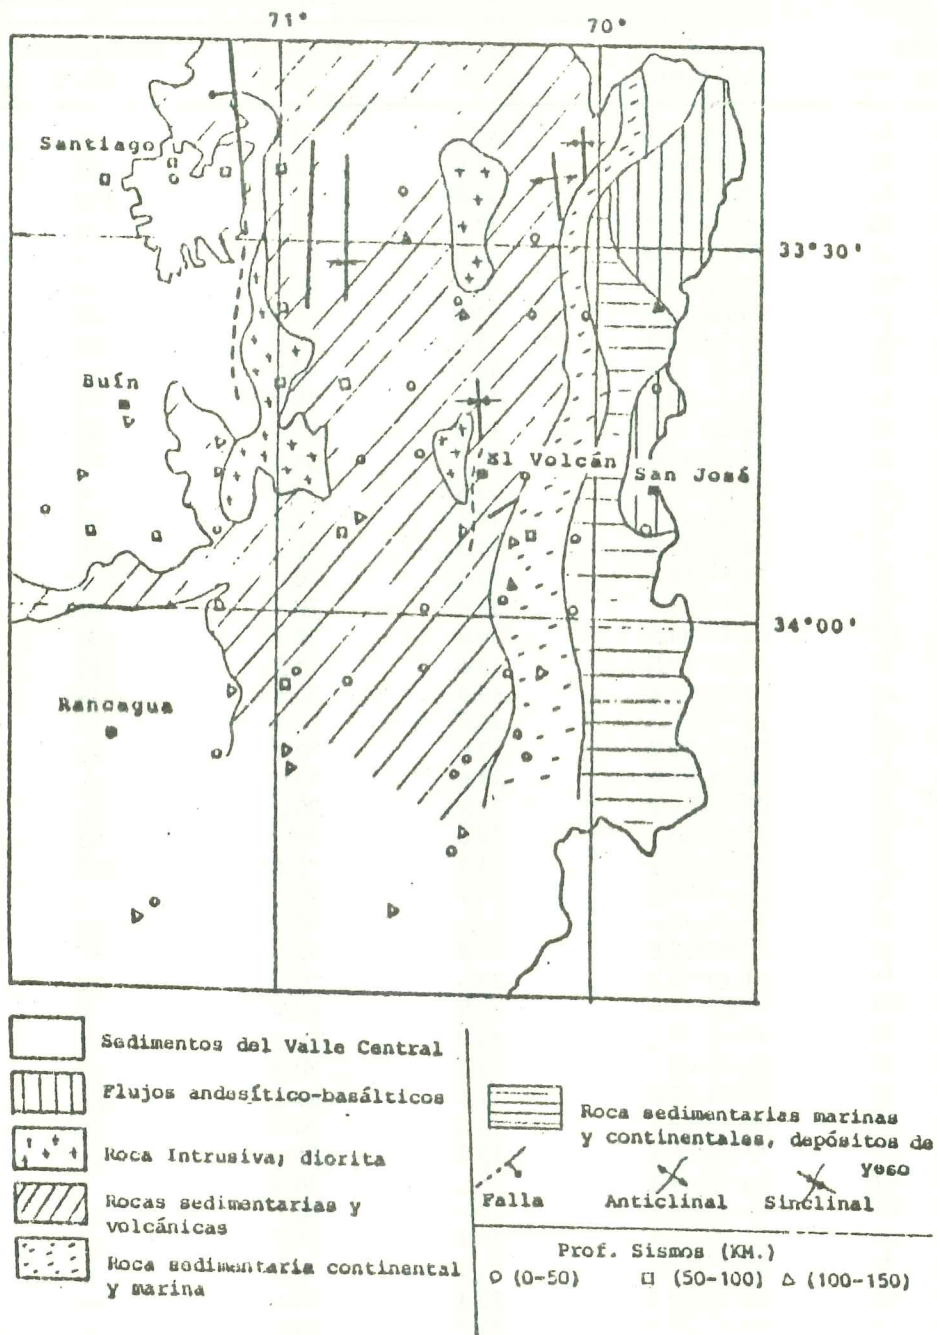 71°
70°
Santiago
33°30'
Buín
El Volcán
San José
34°00'
Rancagua
Sedimentos del Valle Central
Flujos andesítico-basálticos
Roca Intrusiva; diorita
Rocas sedimentarias y
volcánicas
Roca sedimentaria continental
y marina
Roca sedimentarias marinas
y continentales, depósitos de
yeso
Falla
Anticlinal
Sinclinal
Prof. Sismos (KM.)
(0-50)
(50-100)
(100-150)